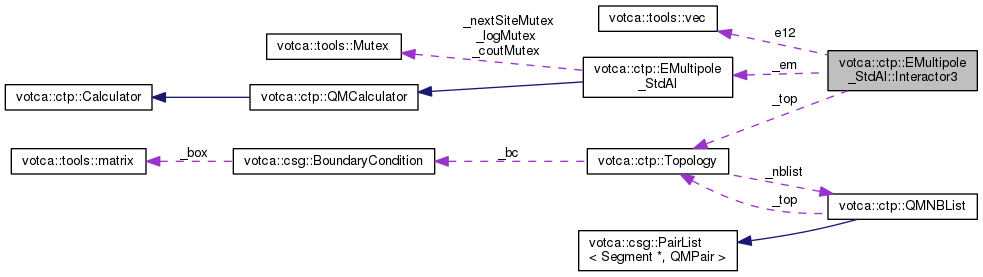 votca::tools::vec
_nextSiteMutex
_logMutex
_coutMutex
e12
votca::tools::Mutex
votca::ctp::EMultipole
_StdAl
_em
votca::ctp::EMultipole
_StdAl::Interactor3
votca::ctp::Calculator
votca::ctp::QMCalculator
_top
votca::tools::matrix
_box
votca::csg::BoundaryCondition
_bc
votca::ctp::Topology
_nblist
_top
votca::ctp::QMNBList
votca::csg::PairList
< Segment *, QMPair >